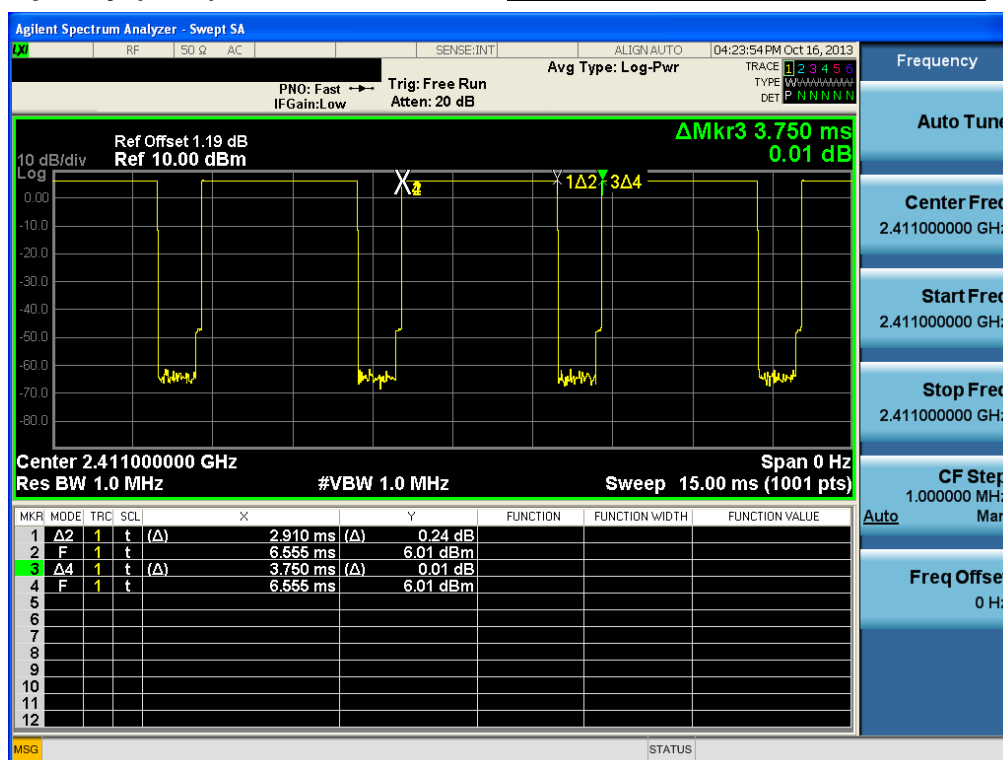 Agilent Spectrum Analyzer - Swept SA
LXI RF 50 Ω AC SENSE:INT ALIGN AUTO 04:23:54 PM Oct 16, 2013
Avg Type: Log-Pwr
TRACE 1 2 3 4 5 6
TYPE
DET P N N N N N
PNO: Fast
IFGain:Low
Trig: Free Run
Atten: 20 dB
Frequency
Auto Tune
Center Freq
2.411000000 GHz
Start Freq
2.411000000 GHz
Stop Freq
2.411000000 GHz
CF Step
1.000000 MHz
Auto Man
Freq Offset
0 Hz
ΔMkr3 3.750 ms
0.01 dB
Ref Offset 1.19 dB
10 dB/div Ref 10.00 dBm
Log
0.00
-10.0
-20.0
-30.0
-40.0
-50.0
-60.0
-70.0
-80.0
X X 1Δ2 3Δ4
Center 2.411000000 GHz Span 0 Hz
Res BW 1.0 MHz #VBW 1.0 MHz Sweep 15.00 ms (1001 pts)
MKR MODE TRC SCL X Y FUNCTION FUNCTION WIDTH FUNCTION VALUE
1 Δ2 1 t (Δ) 2.910 ms (Δ) 0.24 dB
2 F 1 t 6.555 ms 6.01 dBm
3 Δ4 1 t (Δ) 3.750 ms (Δ) 0.01 dB
4 F 1 t 6.555 ms 6.01 dBm
5
6
7
8
9
10
11
12
MSG STATUS